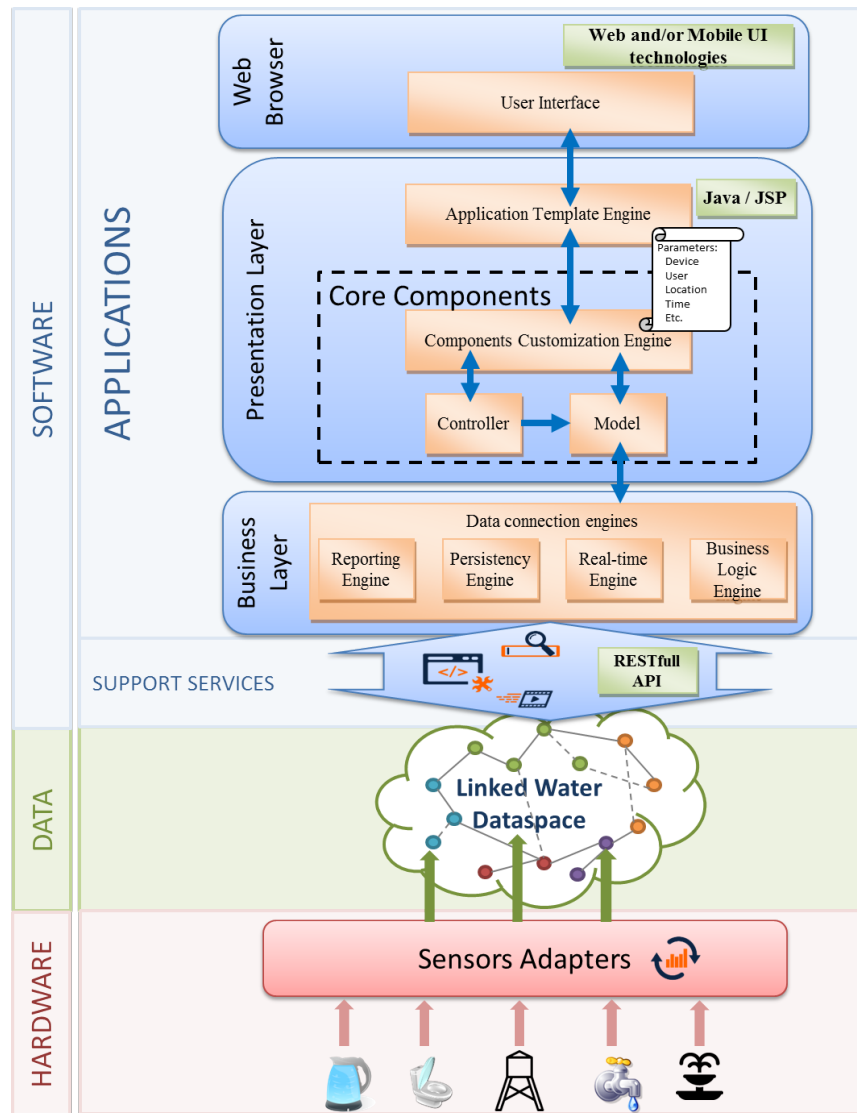 SOFTWARE
APPLICATIONS
Web
Browser
Web and/or Mobile UI
technologies
User Interface
Presentation Layer
Application Template Engine
Java / JSP
Parameters:
Device
User
Location
Time
Etc.
Core Components
Components Customization Engine
Controller
Model
Business
Layer
Data connection engines
Reporting
Engine
Persistency
Engine
Real-time
Engine
Business
Logic
Engine
SUPPORT SERVICES
</>
RESTfull
API
DATA
Linked Water
Dataspace
HARDWARE
Sensors Adapters